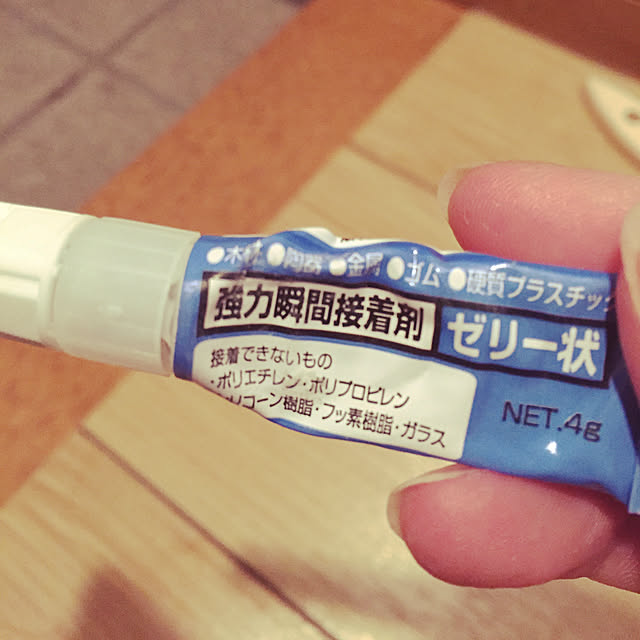 ●木材●陶器●金属●ゴム●硬質プラスチック
強力瞬間接着剤
ゼリー状
接着できないもの
・ポリエチレン・ポリプロピレン
シリコーン樹脂・フッ素樹脂・ガラス
NET.4g